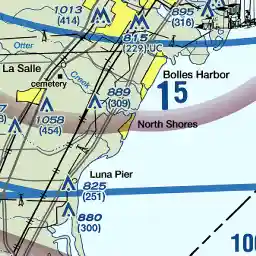 1013
(414)
815
(229) UC
895
(316)
Otter
La Salle
Creek
cemetery
Bolles Harbor
889
(309)
15
1058
(454)
North Shores
Luna Pier
825
(251)
880
(300)